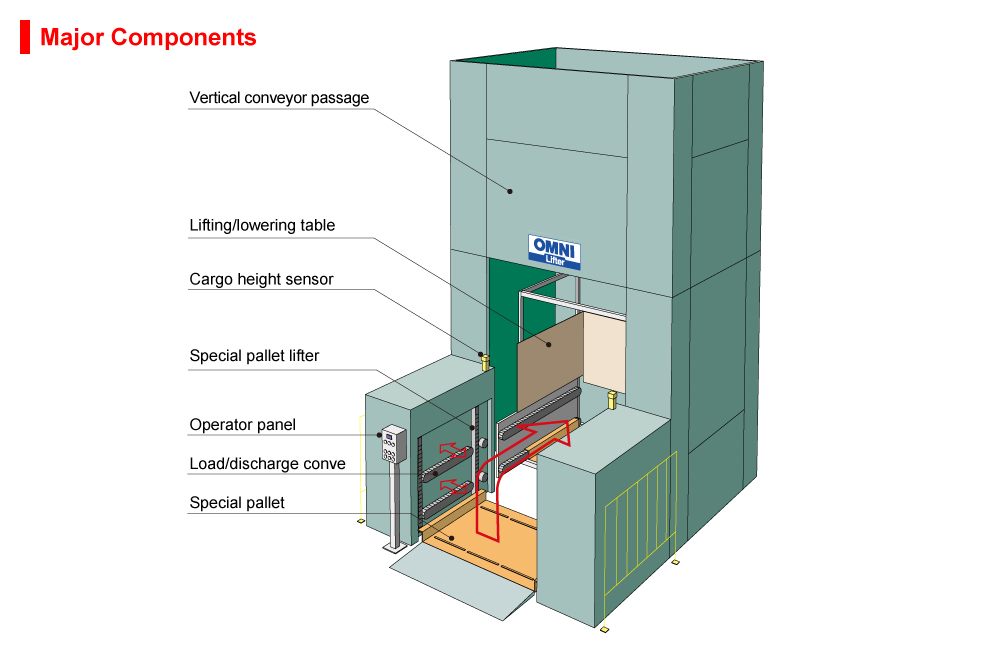 Major Components
Vertical conveyor passage
Lifting/lowering table
OMNI
Lifter
Cargo height sensor
Special pallet lifter
Operator panel
Load/discharge conve
Special pallet